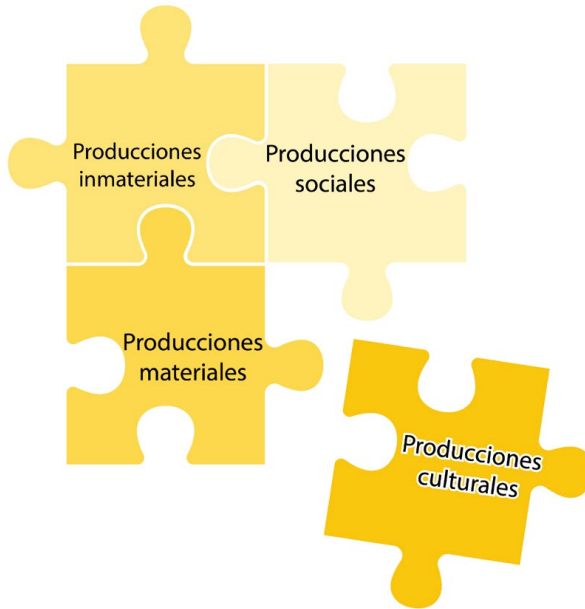 Producciones
inmateriales
Producciones
sociales
Producciones
materiales
Producciones
culturales